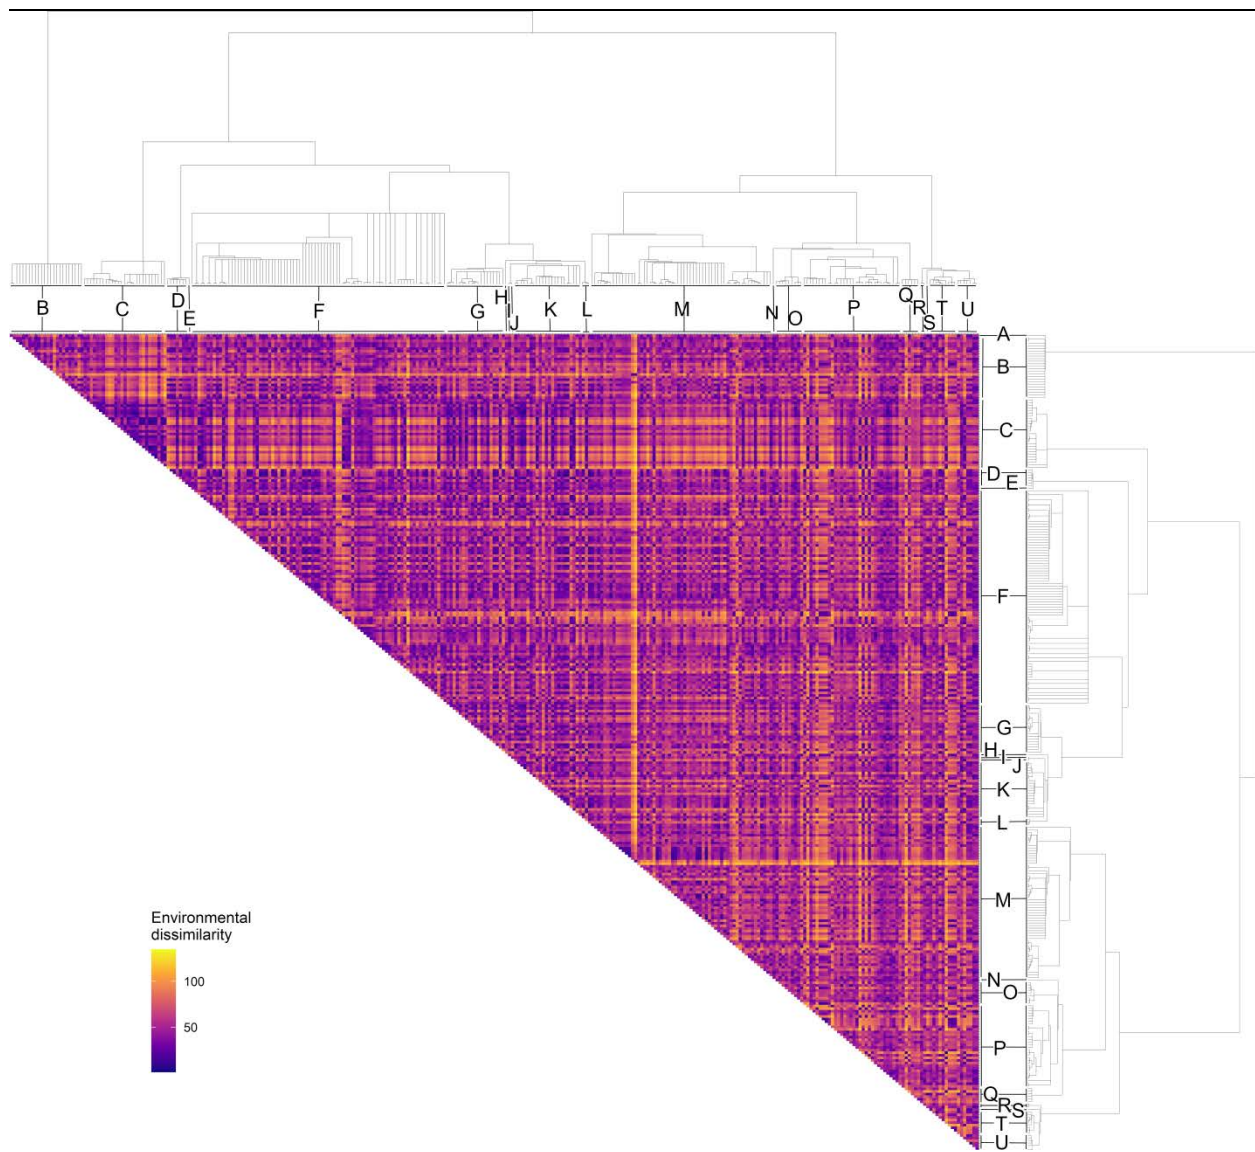 B C D E F G H I J K L M N O P Q R S T U
A
B
C
D
E
F
G
H
I
J
K
L
M
N
O
P
Q
R
S
T
U
Environmental
dissimilarity
100
50